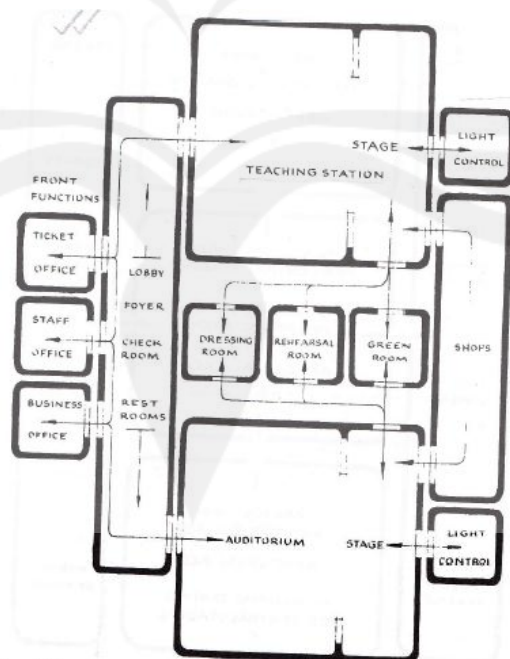 FRONT
FUNCTIONS
TICKET
OFFICE
STAFF
OFFICE
BUSINESS
OFFICE
LOBBY
FOYER
CHECK
ROOM
REST
ROOMS
STAGE
TEACHING STATION
LIGHT
CONTROL
DRESSING
ROOM
REHEARSAL
ROOM
GREEN
ROOM
SHOPS
AUDITORIUM
STAGE
LIGHT
CONTROL